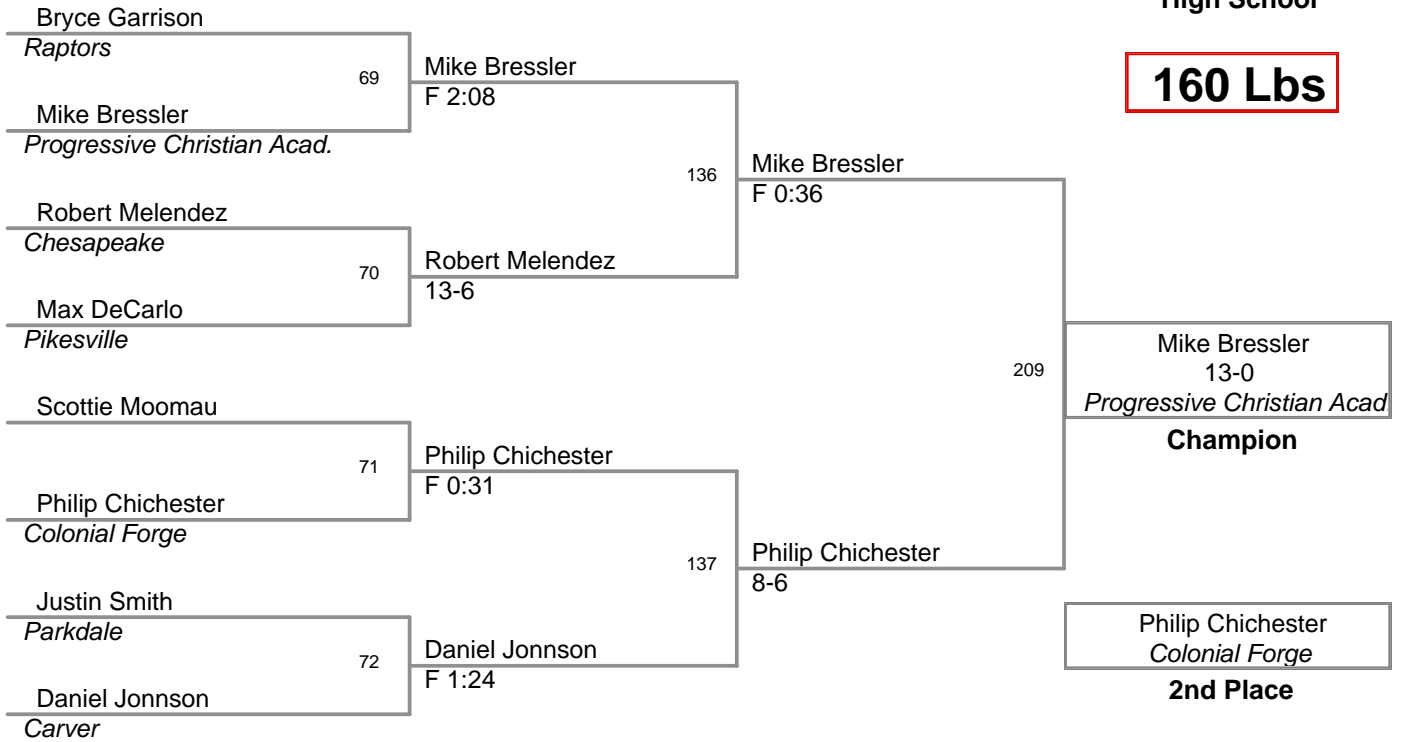 High School
160 Lbs
Bryce Garrison
Raptors
69
Mike Bressler
Progressive Christian Acad.
Mike Bressler
F 2:08
Robert Melendez
Chesapeake
70
Max DeCarlo
Pikesville
Robert Melendez
13-6
136
Mike Bressler
F 0:36
Scottie Moomau
71
Philip Chichester
Colonial Forge
Philip Chichester
F 0:31
Justin Smith
Parkdale
72
Daniel Jonnson
Carver
Daniel Jonnson
F 1:24
137
Philip Chichester
8-6
209
Mike Bressler
13-0
Progressive Christian Acad.
Champion
Philip Chichester
Colonial Forge
2nd Place